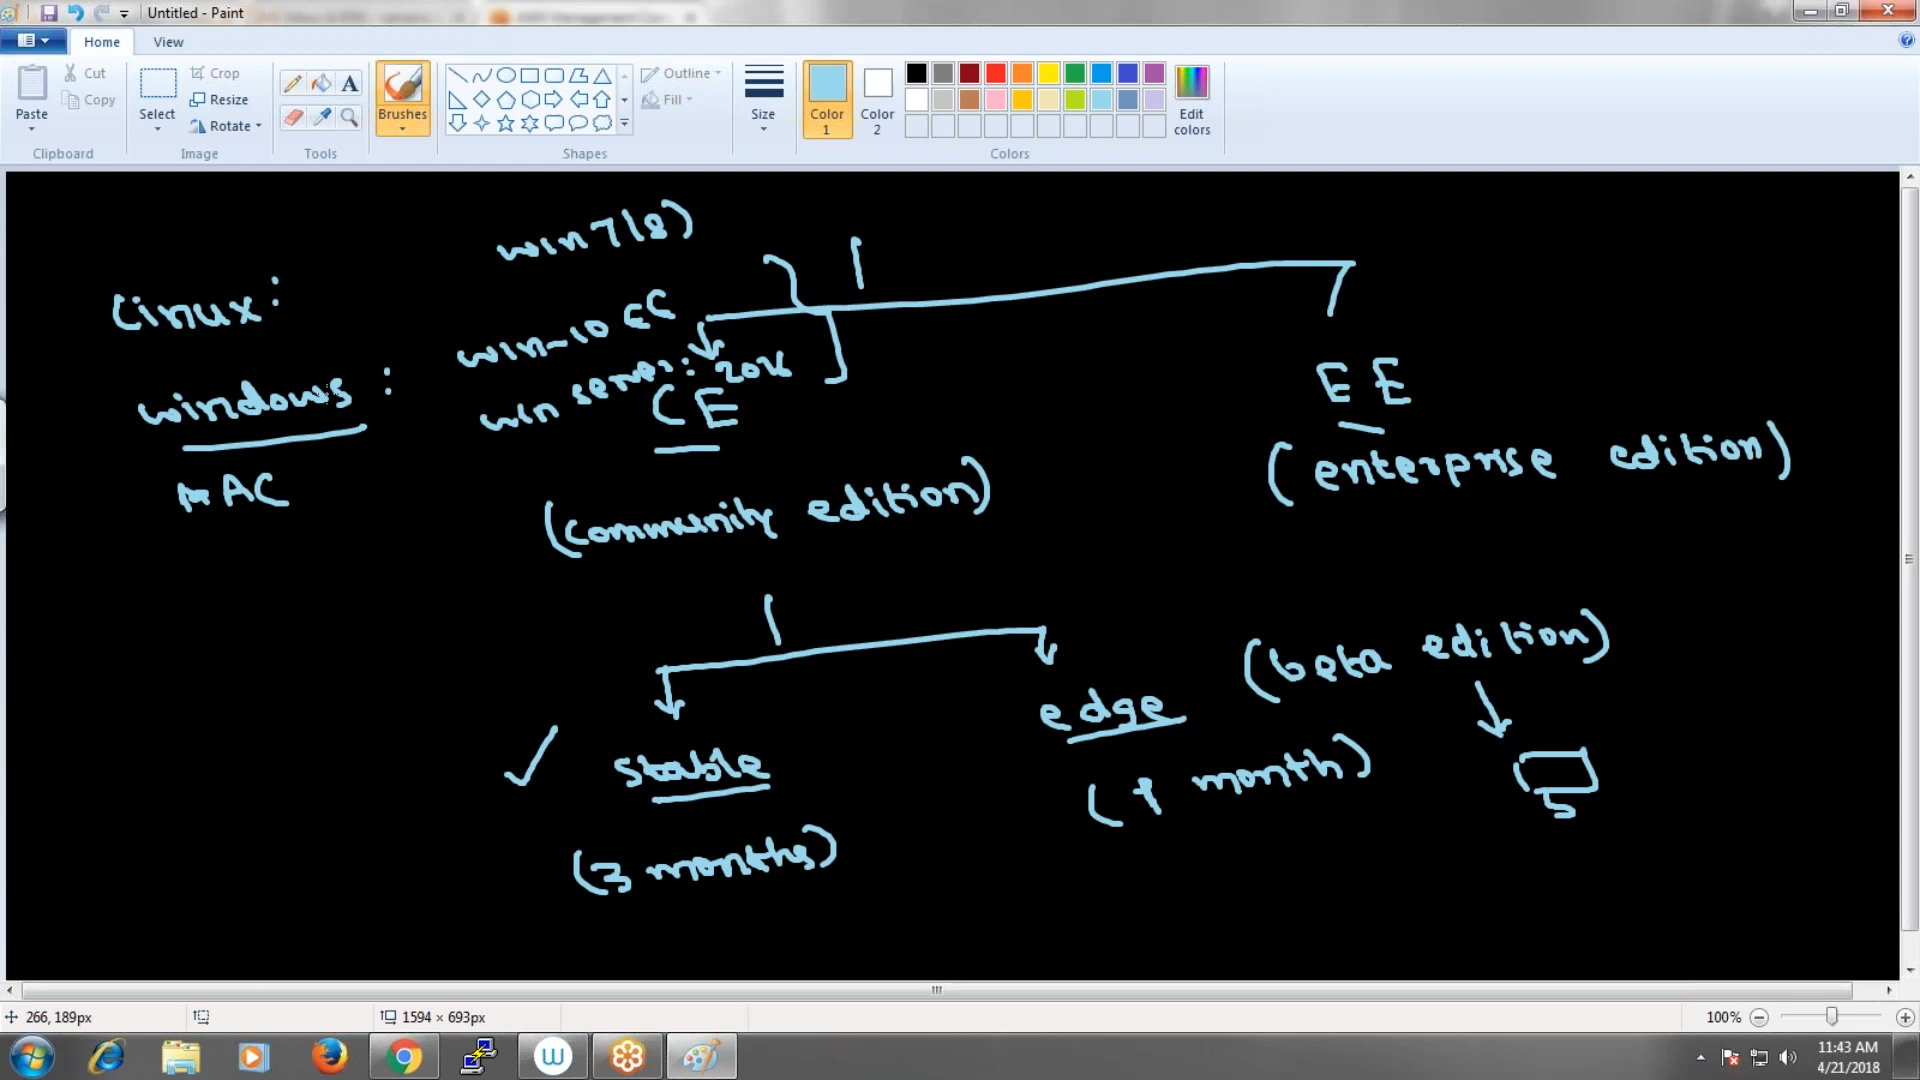 Untitled - Paint
Home View
Paste
Cut
Copy
Clipboard
Select
Crop
Resize
Rotate
Image
A
Tools
Brushes
Outline
Fill
Shapes
Size
Color 1
Color 2
Edit colors
Colors
win 7(8)
Linux:
win-10
windows :
win server: 2016
MAC
CE
EE
(community edition)
(enterprise edition)
(beta edition)
edge
stable
(1 month)
(3 months)
266, 189px
1594 × 693px
100%
11:43 AM
4/21/2018